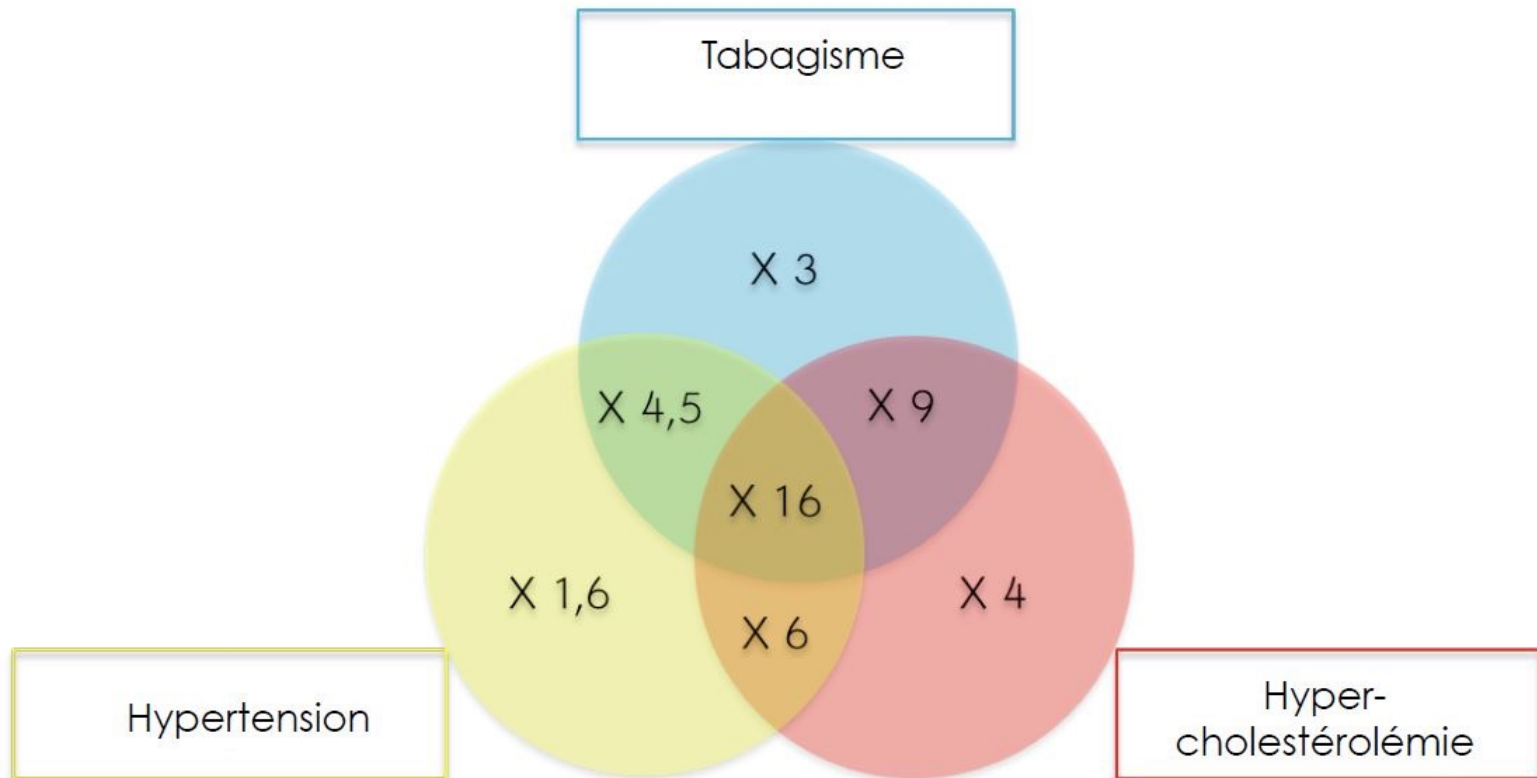 Tabagisme
X 3
X 4,5
X 9
X 16
X 1,6
X 4
X 6
Hypertension
Hyper-
cholestérolémie